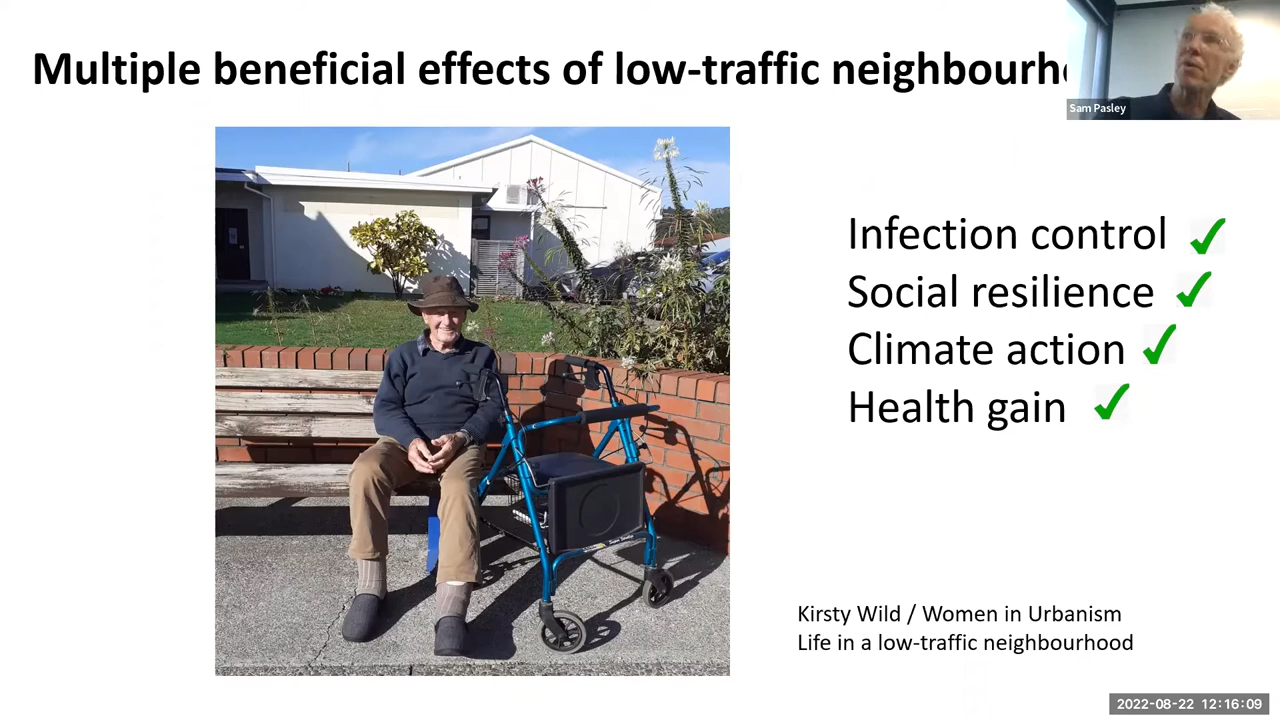 Multiple beneficial effects of low-traffic
Sam Pasley
Infection control
Social resilience
Climate action
Health gain
Kirsty Wild / Women in Urbanism
Life in a low-traffic neighbourhood
2022-08-22 12:16:09